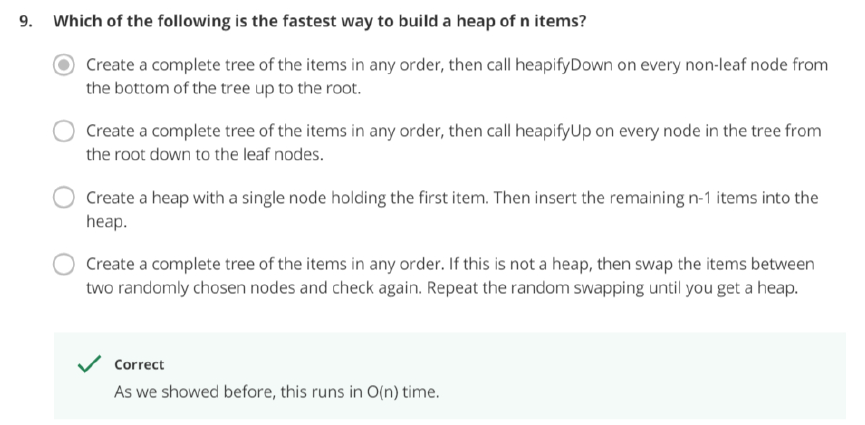 9. Which of the following is the fastest way to build a heap of n items?
Create a complete tree of the items in any order, then call heapifyDown on every non-leaf node from
the bottom of the tree up to the root.
Create a complete tree of the items in any order, then call heapifyUp on every node in the tree from
the root down to the leaf nodes.
Create a heap with a single node holding the first item. Then insert the remaining n-1 items into the
heap.
Create a complete tree of the items in any order. If this is not a heap, then swap the items between
two randomly chosen nodes and check again. Repeat the random swapping until you get a heap.
Correct
As we showed before, this runs in O(n) time.